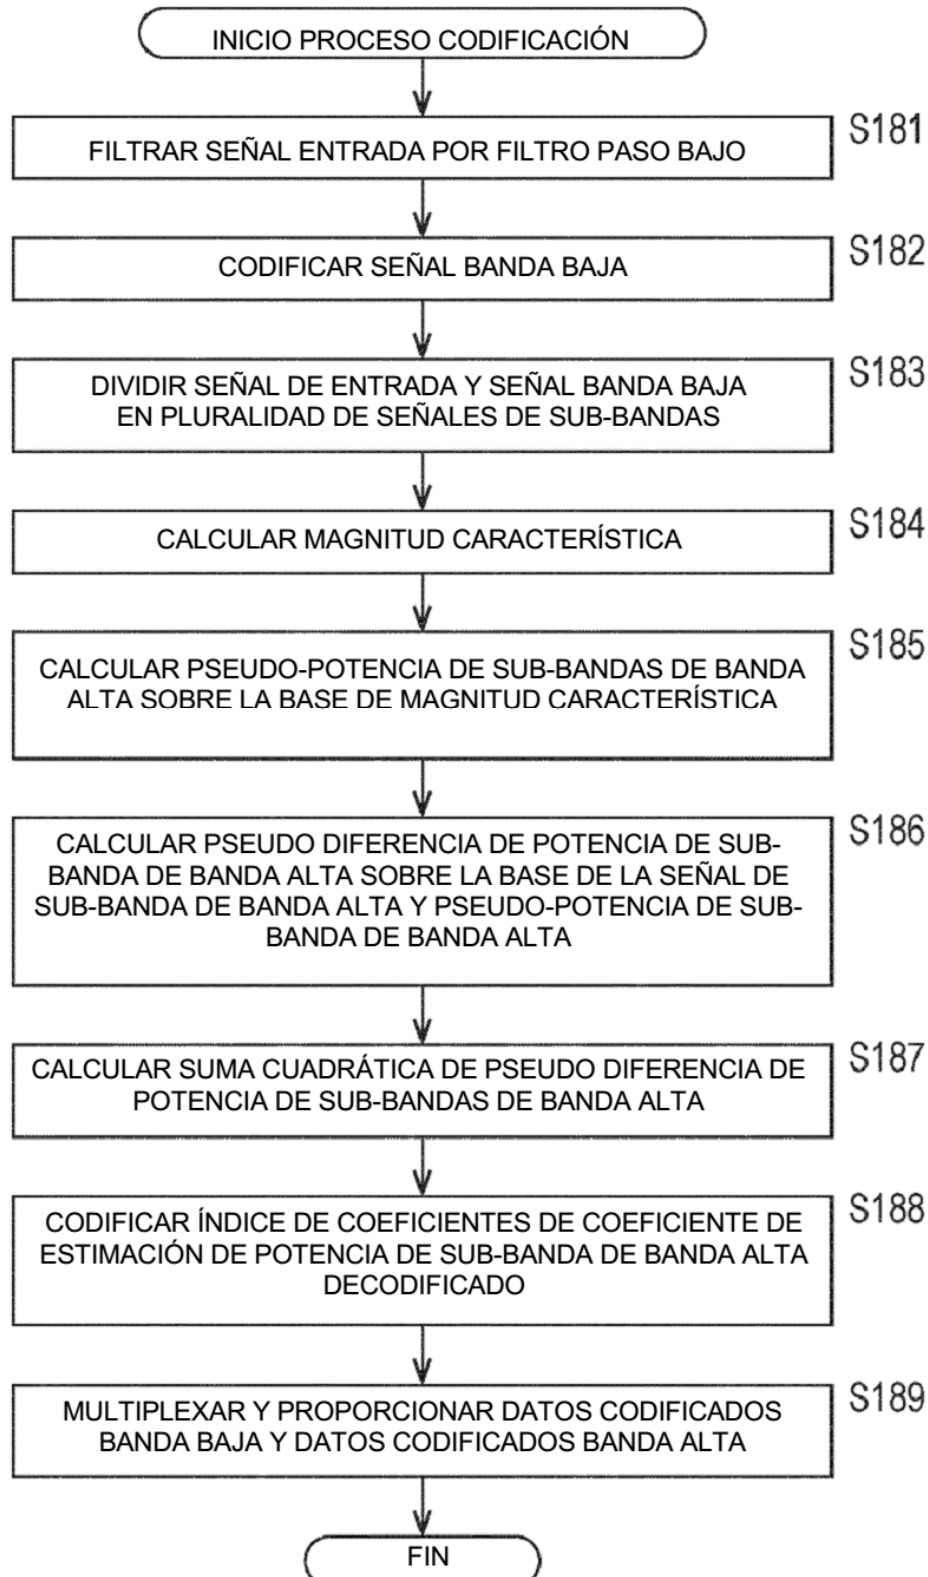 INICIO PROCESO CODIFICACIÓN
S181
FILTRAR SEÑAL ENTRADA POR FILTRO PASO BAJO
S182
CODIFICAR SEÑAL BANDA BAJA
S183
DIVIDIR SEÑAL DE ENTRADA Y SEÑAL BANDA BAJA
EN PLURALIDAD DE SEÑALES DE SUB-BANDAS
S184
CALCULAR MAGNITUD CARACTERÍSTICA
S185
CALCULAR PSEUDO-POTENCIA DE SUB-BANDAS DE BANDA
ALTA SOBRE LA BASE DE MAGNITUD CARACTERÍSTICA
S186
CALCULAR PSEUDO DIFERENCIA DE POTENCIA DE SUB-
BANDA DE BANDA ALTA SOBRE LA BASE DE LA SEÑAL DE
SUB-BANDA DE BANDA ALTA Y PSEUDO-POTENCIA DE SUB-
BANDA DE BANDA ALTA
S187
CALCULAR SUMA CUADRÁTICA DE PSEUDO DIFERENCIA DE
POTENCIA DE SUB-BANDAS DE BANDA ALTA
S188
CODIFICAR ÍNDICE DE COEFICIENTES DE COEFICIENTE DE
ESTIMACIÓN DE POTENCIA DE SUB-BANDA DE BANDA ALTA
DECODIFICADO
S189
MULTIPLEXAR Y PROPORCIONAR DATOS CODIFICADOS
BANDA BAJA Y DATOS CODIFICADOS BANDA ALTA
FIN